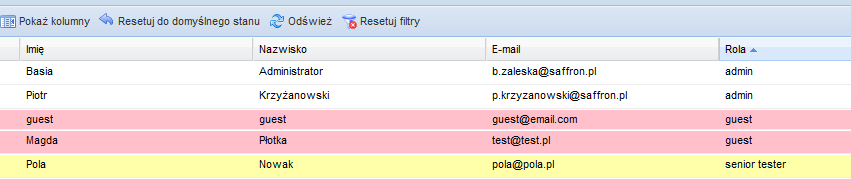 Pokaż kolumny Resetuj do domyślnego stanu Odśwież Resetuj filtry
Imię Nazwisko E-mail Rola
Basia Administrator b.zaleska@saffron.pl admin
Piotr Krzyżanowski p.krzyzanowski@saffron.pl admin
guest guest guest@email.com guest
Magda Płotka test@test.pl guest
Pola Nowak pola@pola.pl senior tester